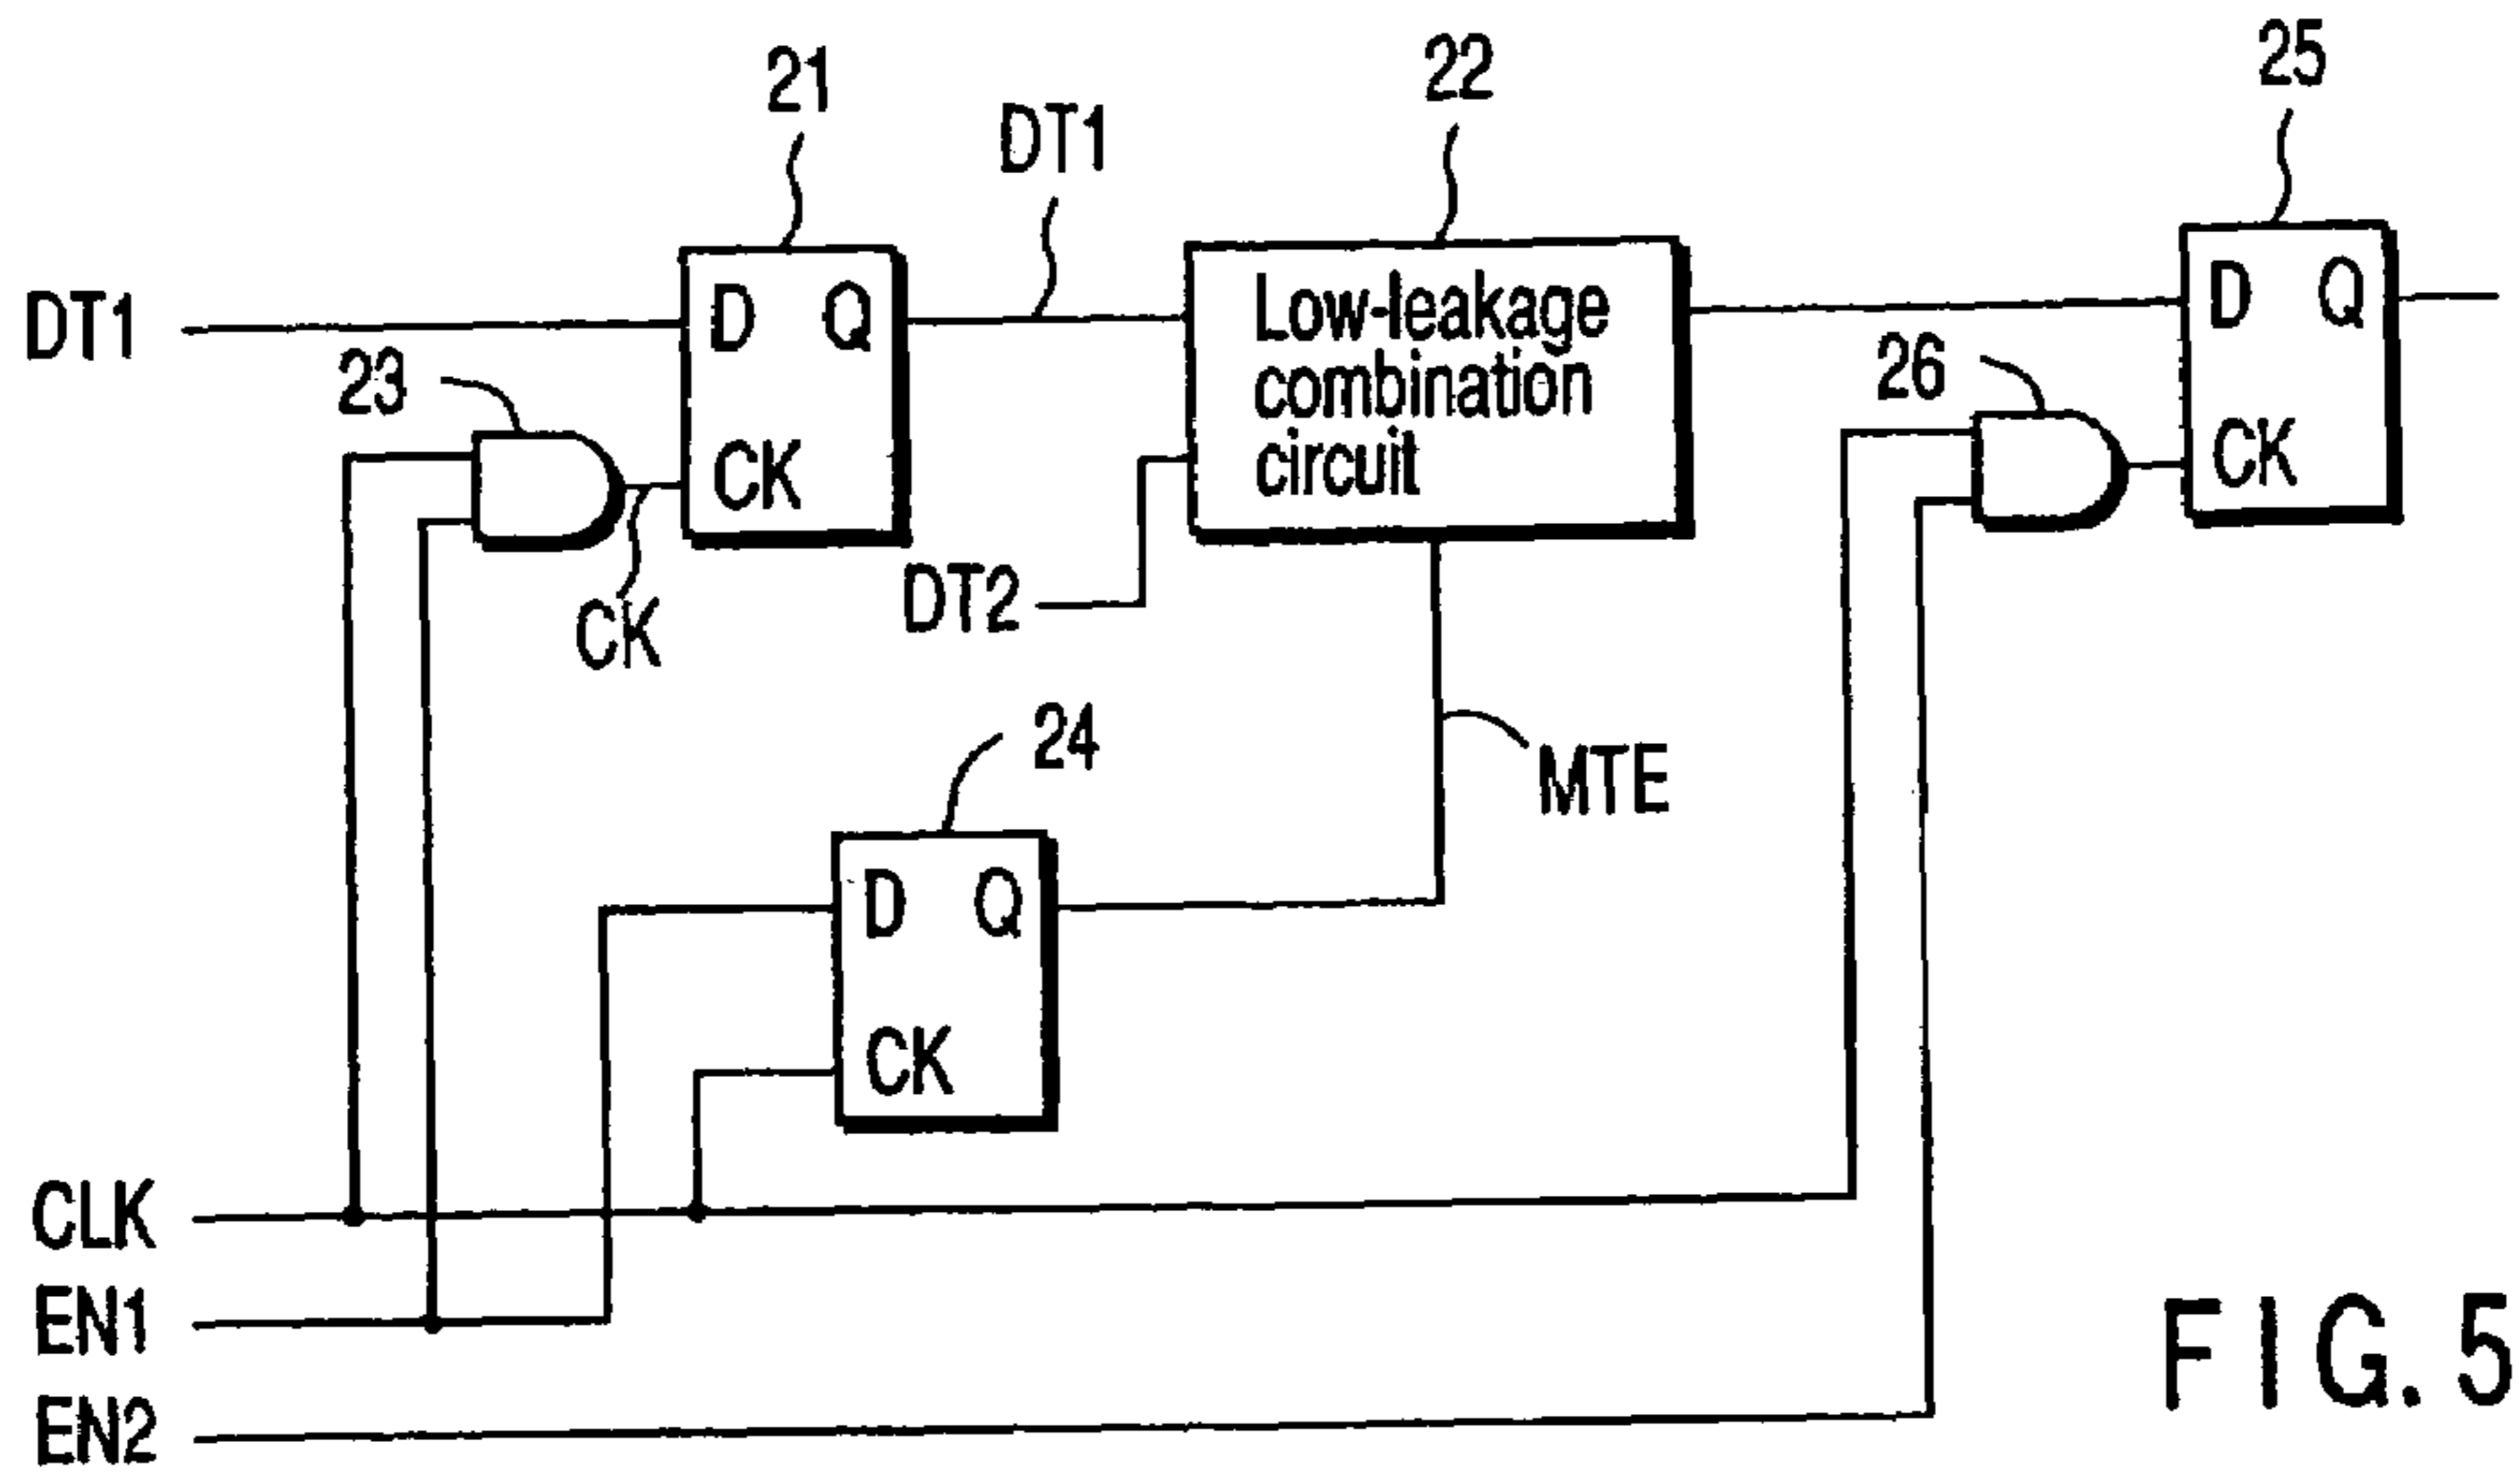 21
22
25
DT1
DT1
D Q
CK
23
Low-leakage
combination
circuit
26
D Q
CK
CK
DT2
24
MTE
D Q
CK
CLK
EN1
EN2
FIG. 5